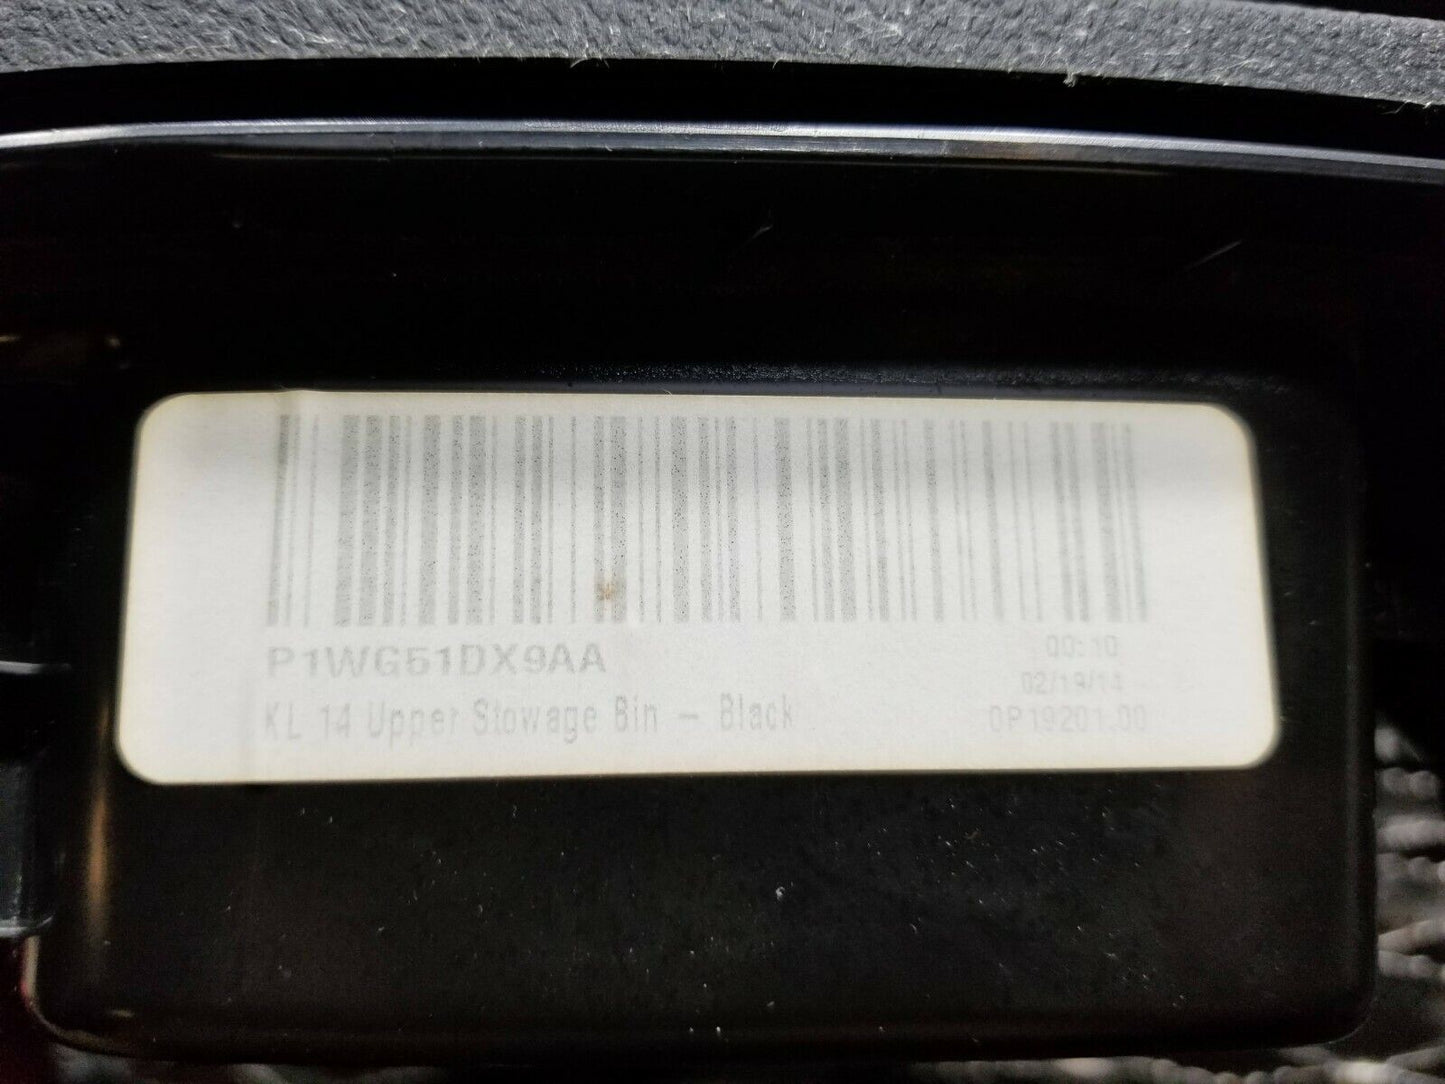 P1WG51DX9AA
00:10
02/19/14
KL 14 Upper Stowage Bin - Black
0P19201.00